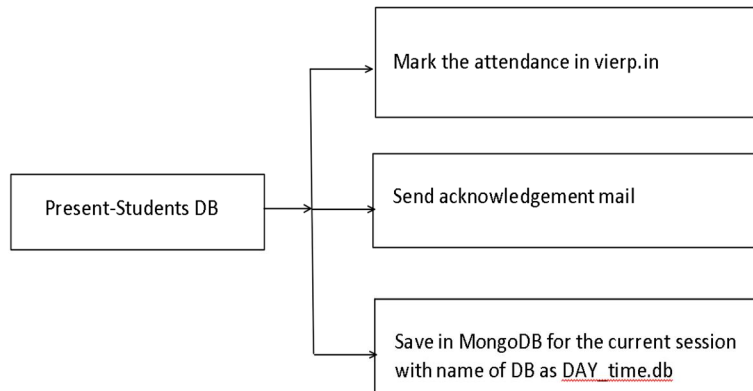 Mark the attendance in vierp.in
Present-Students DB
Send acknowledgement mail
Save in MongoDB for the current session
with name of DB as DAY_time.db